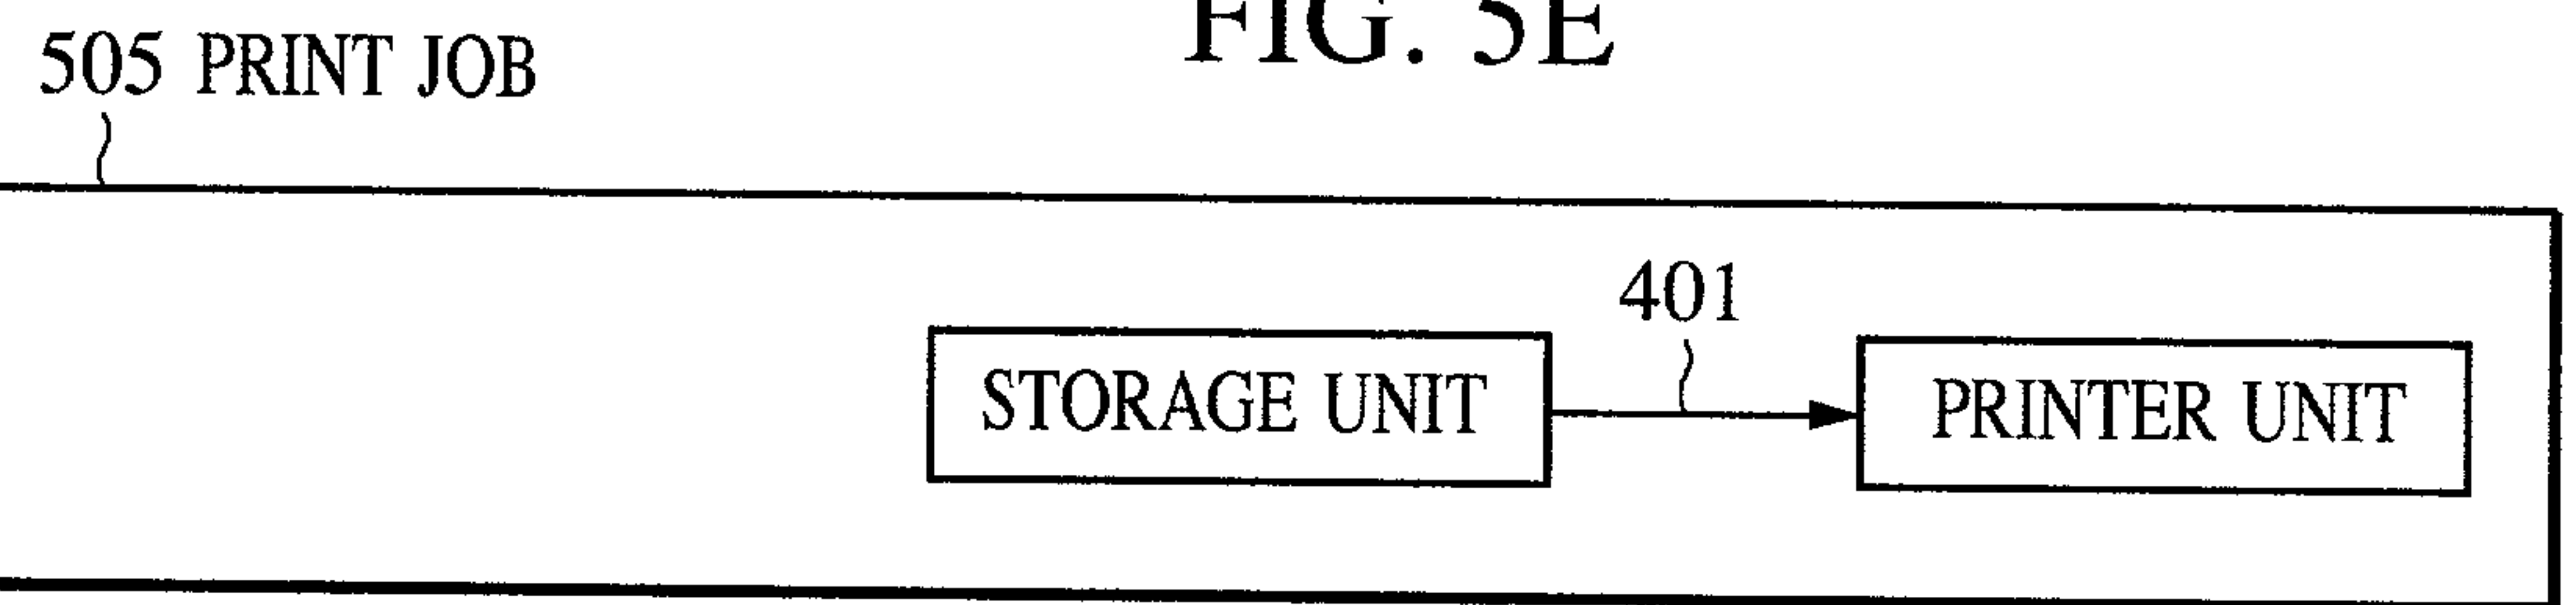 FIG. 5E
505 PRINT JOB
401
STORAGE UNIT
PRINTER UNIT